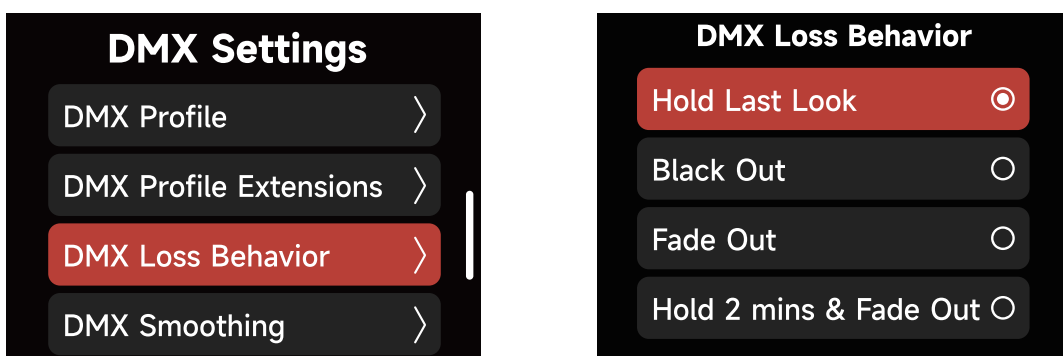 DMX Settings
DMX Profile
DMX Profile Extensions
DMX Loss Behavior
DMX Smoothing
DMX Loss Behavior
Hold Last Look
Black Out
Fade Out
Hold 2 mins & Fade Out